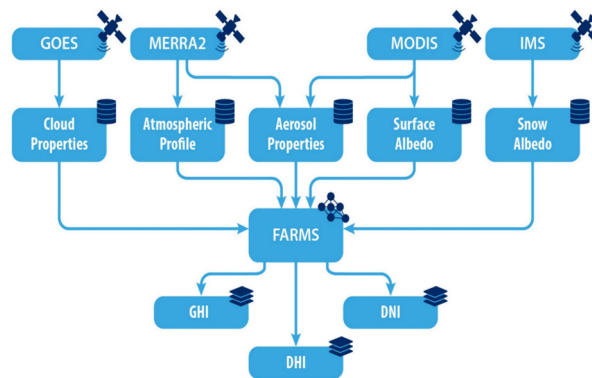 GOES
MERRA2
MODIS
IMS
Cloud
Properties
Atmospheric
Profile
Aerosol
Properties
Surface
Albedo
Snow
Albedo
FARMS
GHI
DNI
DHI